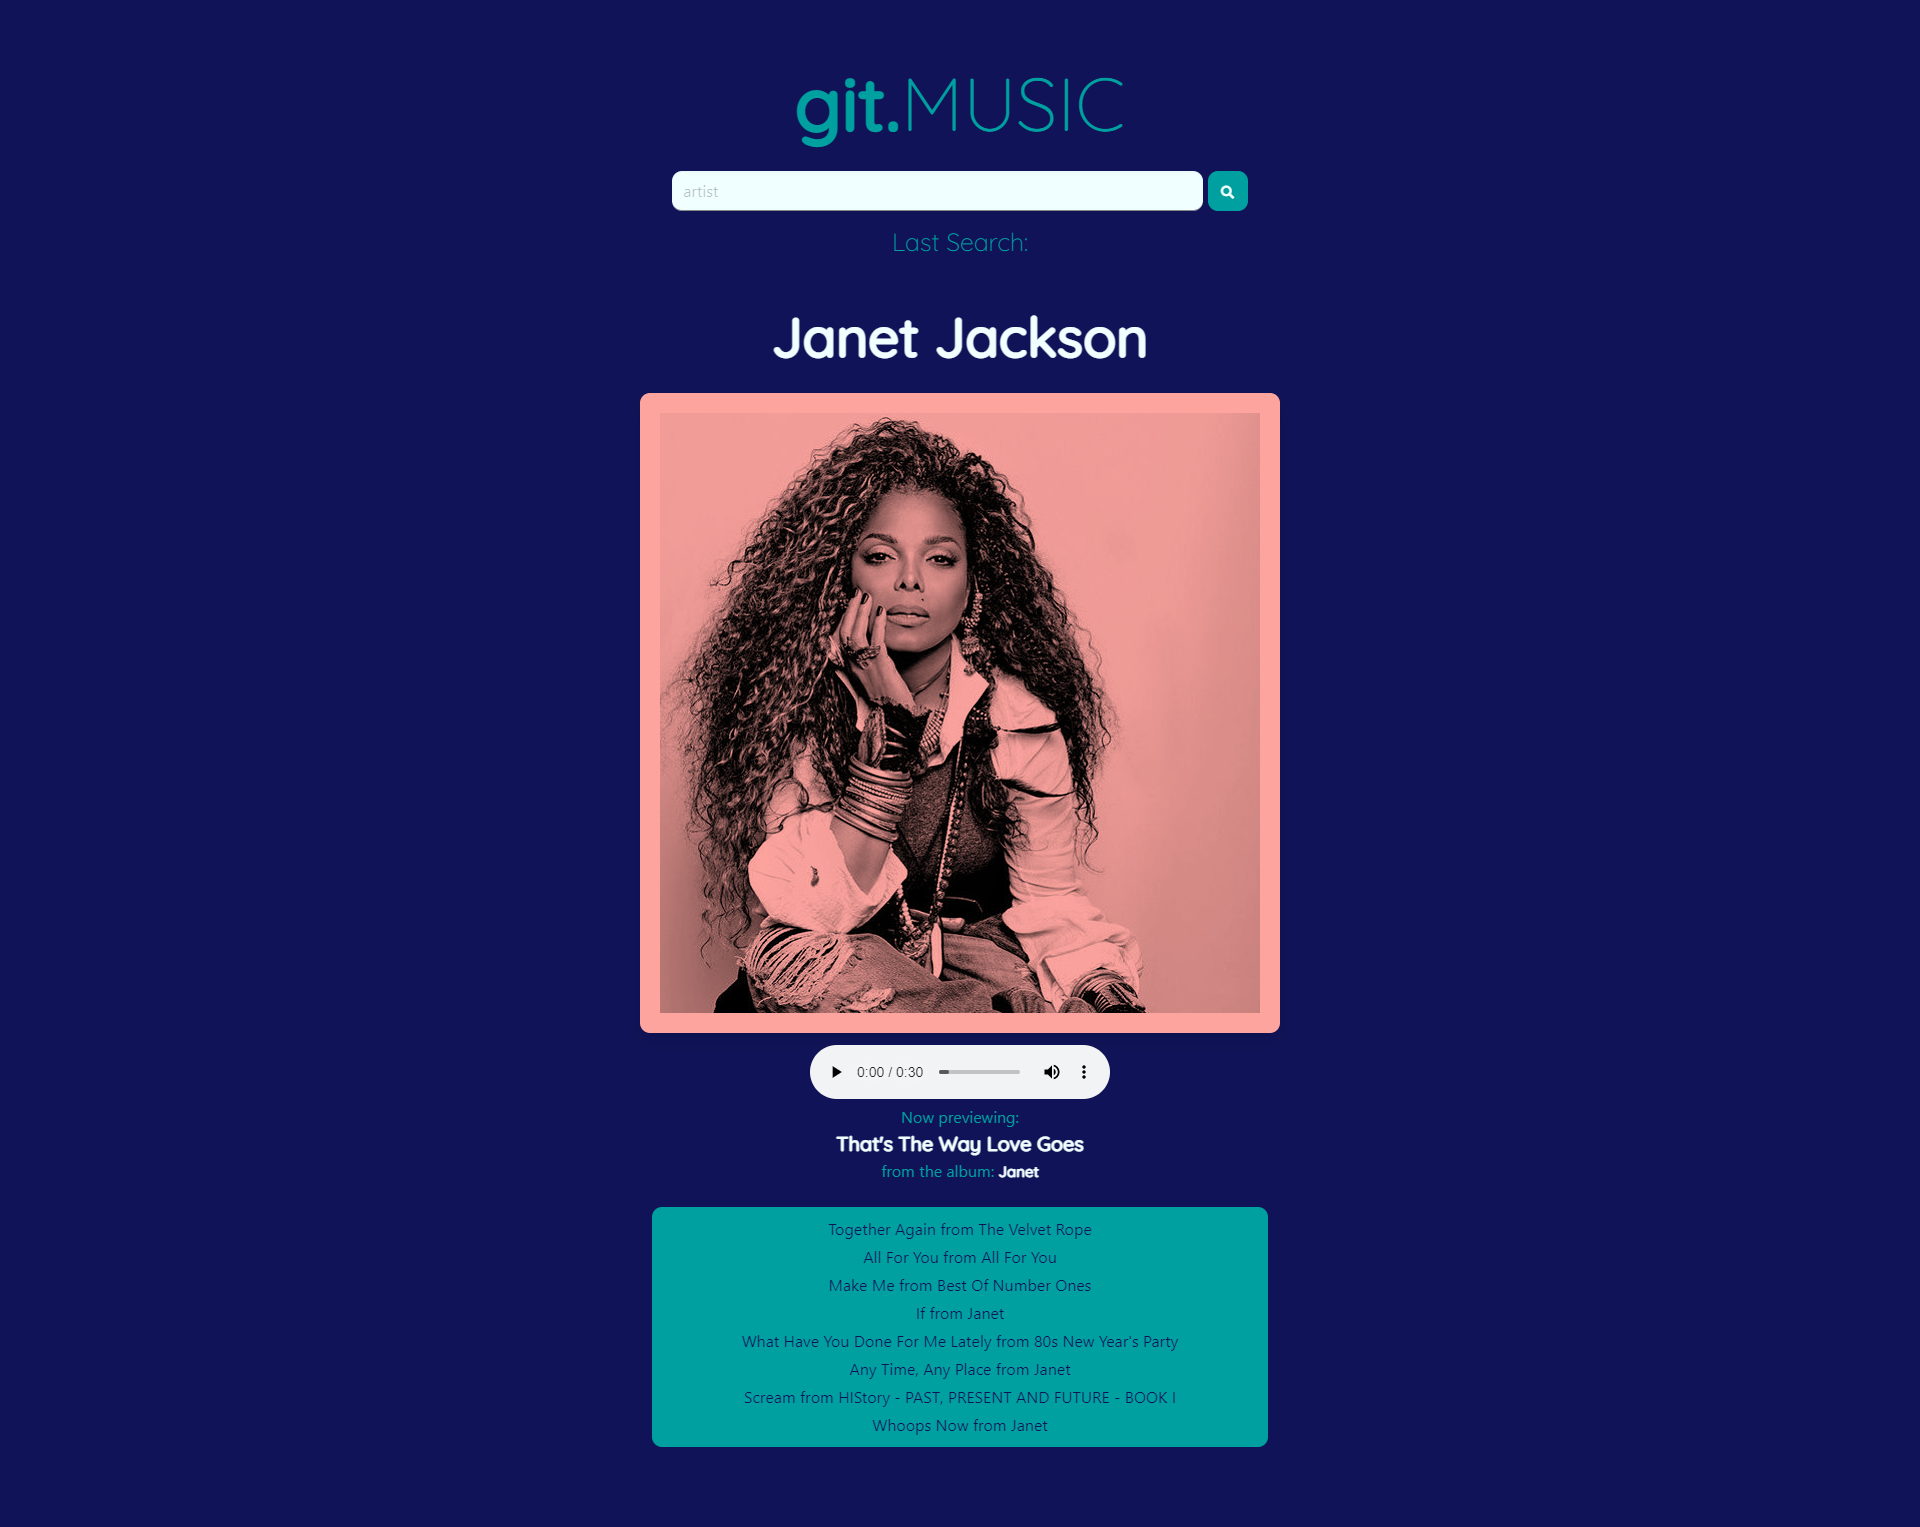 git.MUSIC
artist
Last Search:
Janet Jackson
0:00 / 0:30
Now previewing:
That's The Way Love Goes
from the album: Janet
Together Again from The Velvet Rope
All For You from All For You
Make Me from Best Of Number Ones
If from Janet
What Have You Done For Me Lately from 80s New Year's Party
Any Time, Any Place from Janet
Scream from HIStory - PAST, PRESENT AND FUTURE - BOOK I
Whoops Now from Janet